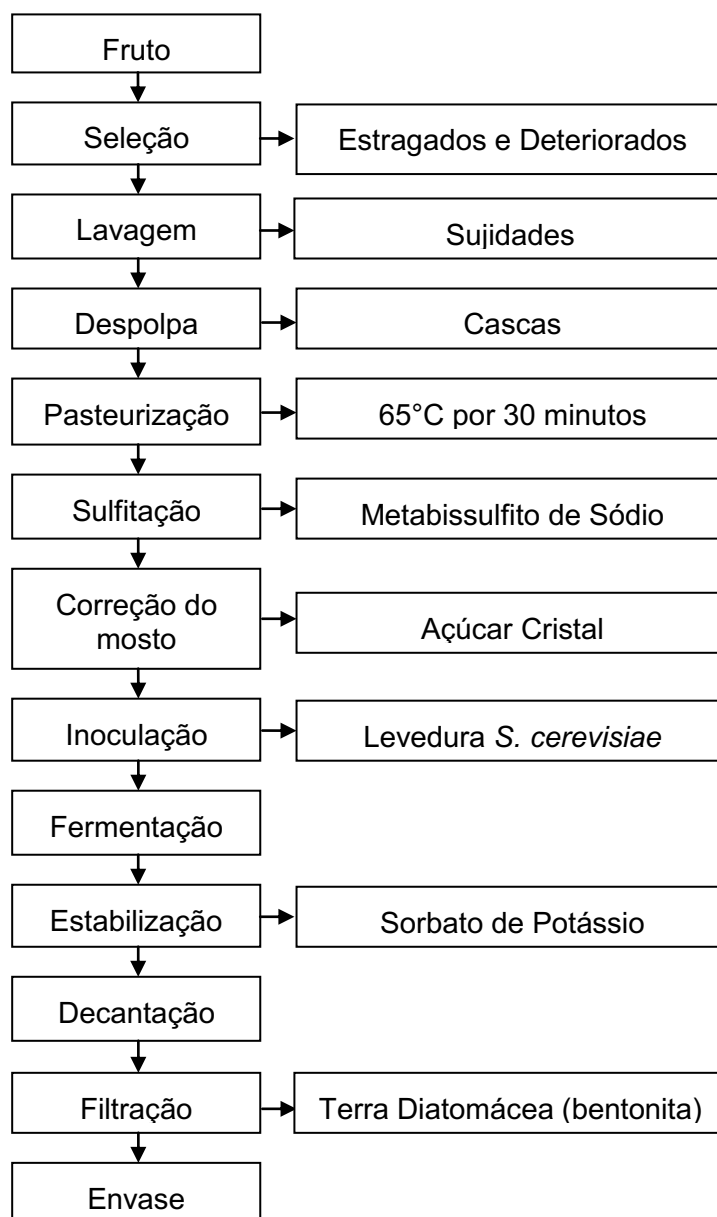 Fruto
Seleção
Estragados e Deteriorados
Lavagem
Sujidades
Despolpa
Cascas
Pasteurização
65°C por 30 minutos
Sulfitação
Metabissulfito de Sódio
Correção do
mosto
Açúcar Cristal
Inoculação
Levedura S. cerevisiae
Fermentação
Estabilização
Sorbato de Potássio
Decantação
Filtração
Terra Diatomácea (bentonita)
Envase